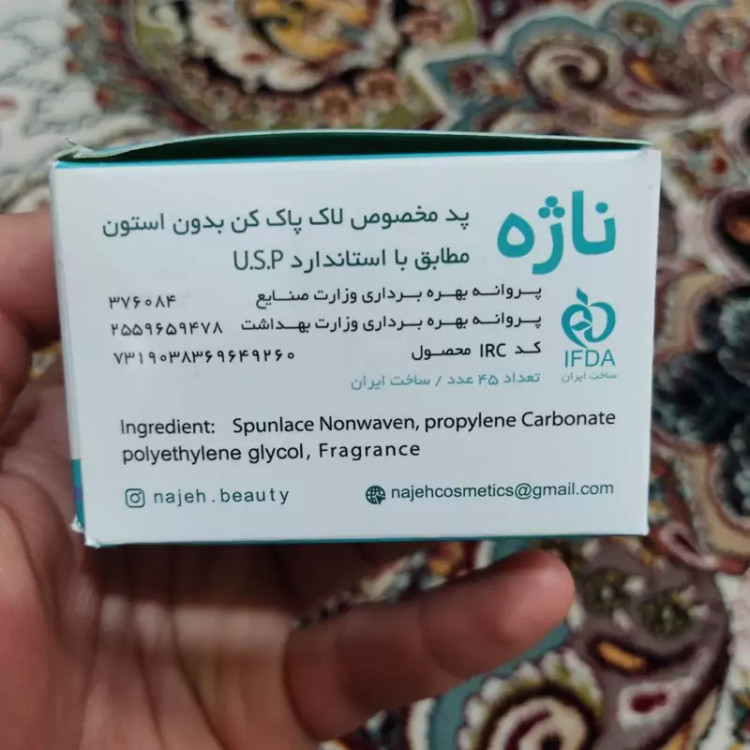 ناژه
پد مخصوص لاک پاک کن بدون استون
مطابق با استاندارد U.S.P
پروانه بهره برداری وزارت صنایع ۳۷۶۰۸۴
پروانه بهره برداری وزارت بهداشت ۲۵۵۹۶۵۹۴۷۸
کد IRC محصول ۷۳۱۹۰۳۸۳۶۹۶۴۹۲۶۰
تعداد ۴۵ عدد / ساخت ایران
IFDA
ساخت ایران
Ingredient: Spunlace Nonwaven, propylene Carbonate
polyethylene glycol, Fragrance
najeh.beauty
najehcosmetics@gmail.com